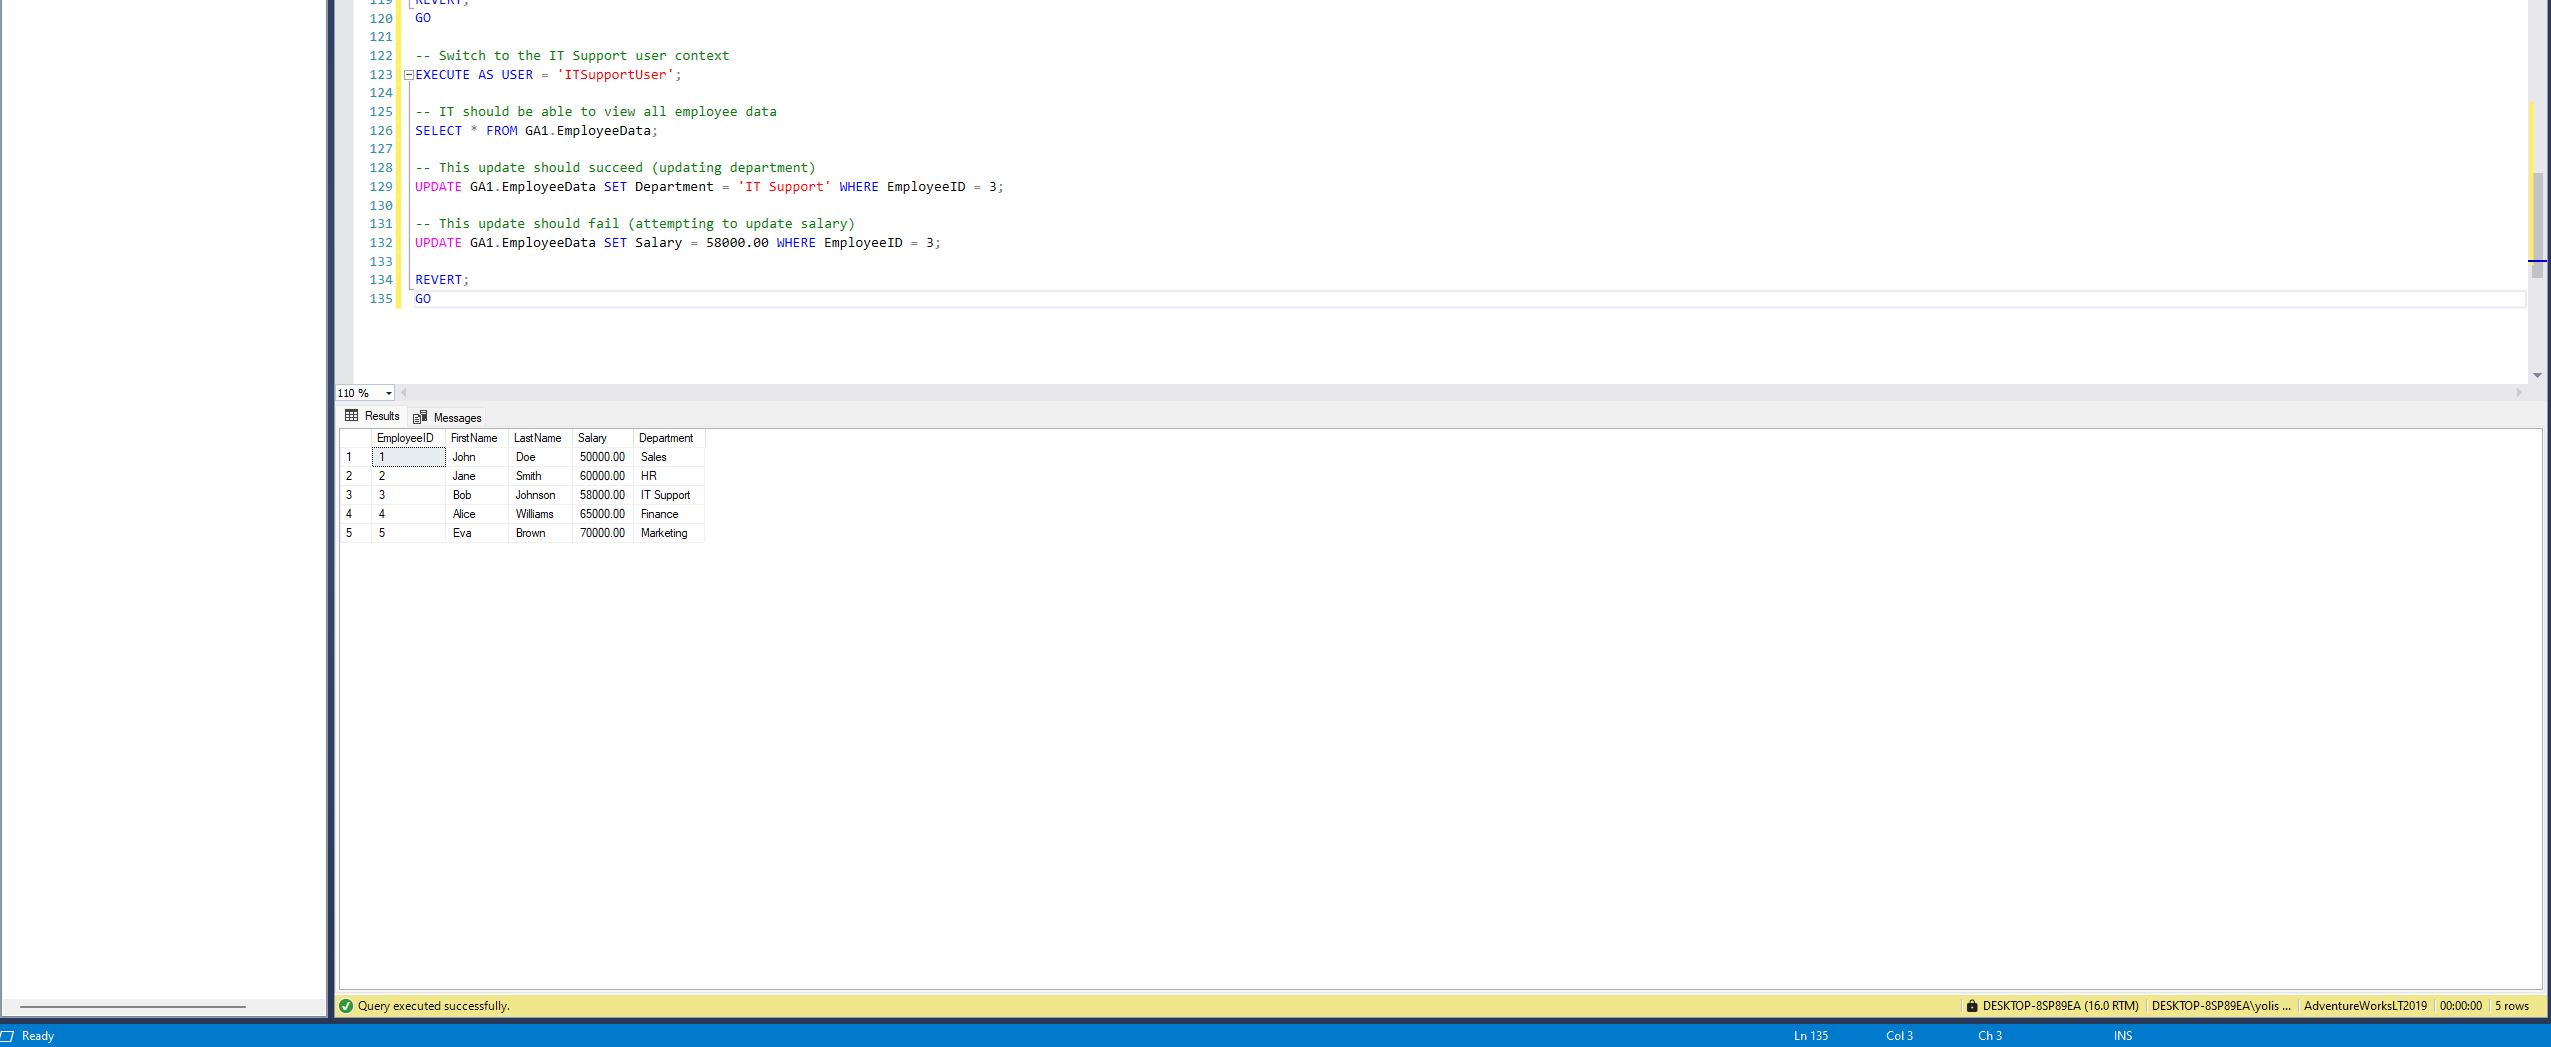 119 REVERT;
120 GO
121
122 -- Switch to the IT Support user context
123 EXECUTE AS USER = 'ITSupportUser';
124
125 -- IT should be able to view all employee data
126 SELECT * FROM GA1.EmployeeData;
127
128 -- This update should succeed (updating department)
129 UPDATE GA1.EmployeeData SET Department = 'IT Support' WHERE EmployeeID = 3;
130
131 -- This update should fail (attempting to update salary)
132 UPDATE GA1.EmployeeData SET Salary = 58000.00 WHERE EmployeeID = 3;
133
134 REVERT;
135 GO
110 %
Results Messages
EmployeeID FirstName LastName Salary Department
1 1 John Doe 50000.00 Sales
2 2 Jane Smith 60000.00 HR
3 3 Bob Johnson 58000.00 IT Support
4 4 Alice Williams 65000.00 Finance
5 5 Eva Brown 70000.00 Marketing
Query executed successfully. DESKTOP-8SP89EA (16.0 RTM) DESKTOP-8SP89EA\yolis ... AdventureWorksLT2019 00:00:00 5 rows
Ready Ln 135 Col 3 Ch 3 INS